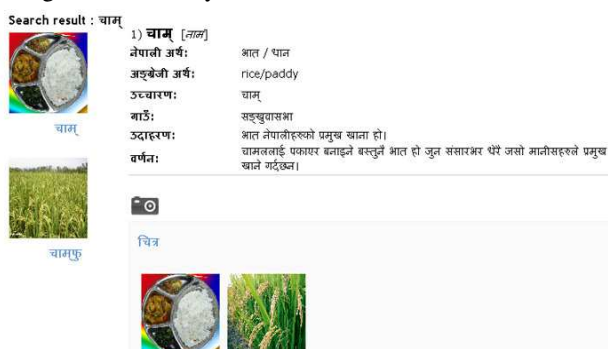 Search result : चाम्
चाम्
चाम्फु
1) चाम् [नाम]
नेपाली अर्थ: भात / धान
अङ्ग्रेजी अर्थ: rice/paddy
उच्चारण: चाम्
गाउँ: सङ्खुवासभा
उदाहरण: भात नेपालीहरुको प्रमुख खाना हो।
वर्णन: चामललाई पकाएर बनाइने बस्तुनै भात हो जुन संसारभर धेरै जसो मानीसहरुले प्रमुख
खाने गर्दछन।
चित्र